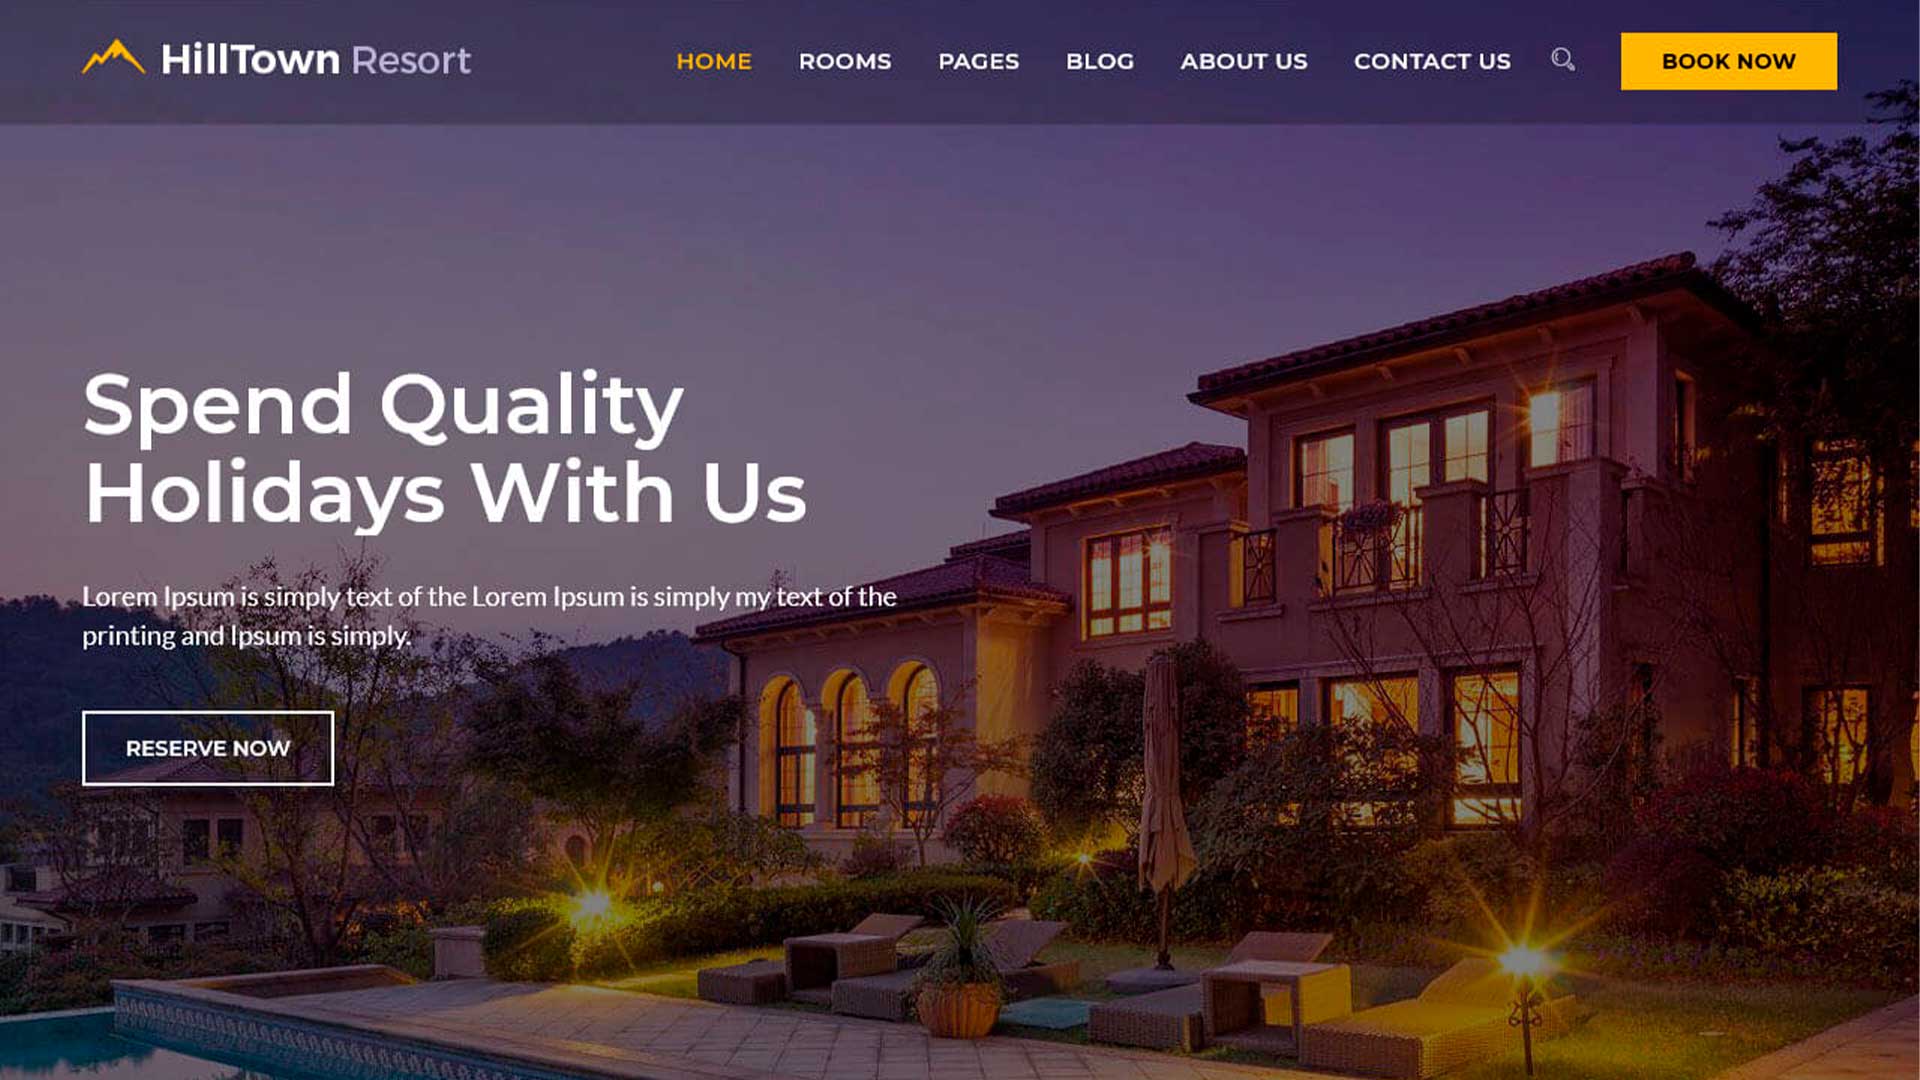 HillTown Resort
HOME ROOMS PAGES BLOG ABOUT US CONTACT US BOOK NOW
Spend Quality
Holidays With Us
Lorem Ipsum is simply text of the Lorem Ipsum is simply my text of the
printing and Ipsum is simply.
RESERVE NOW